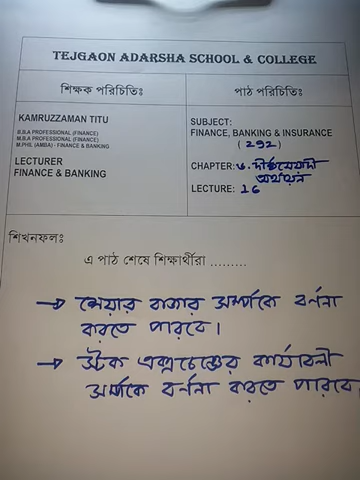 TEJGAON ADARSHA SCHOOL & COLLEGE
শিক্ষক পরিচিতিঃ
পাঠ পরিচিতিঃ
KAMRUZZAMAN TITU
B.B.A PROFESSIONAL (FINANCE)
M.B.A PROFESSIONAL (FINANCE)
M.PHIL (AMBA) - FINANCE & BANKING
LECTURER
FINANCE & BANKING
SUBJECT:
FINANCE, BANKING & INSURANCE
(292)
CHAPTER: ৬. দীর্ঘমেয়াদী
অর্থায়ন
LECTURE: 16
শিখনফলঃ
এ পাঠ শেষে শিক্ষার্থীরা .........
→ শেয়ার বাজার সম্পর্কে বর্ননা
করতে পারবে।
→ স্টক এক্সচেঞ্জের কার্যাবলী
সম্পর্কে বর্ননা করতে পারবে